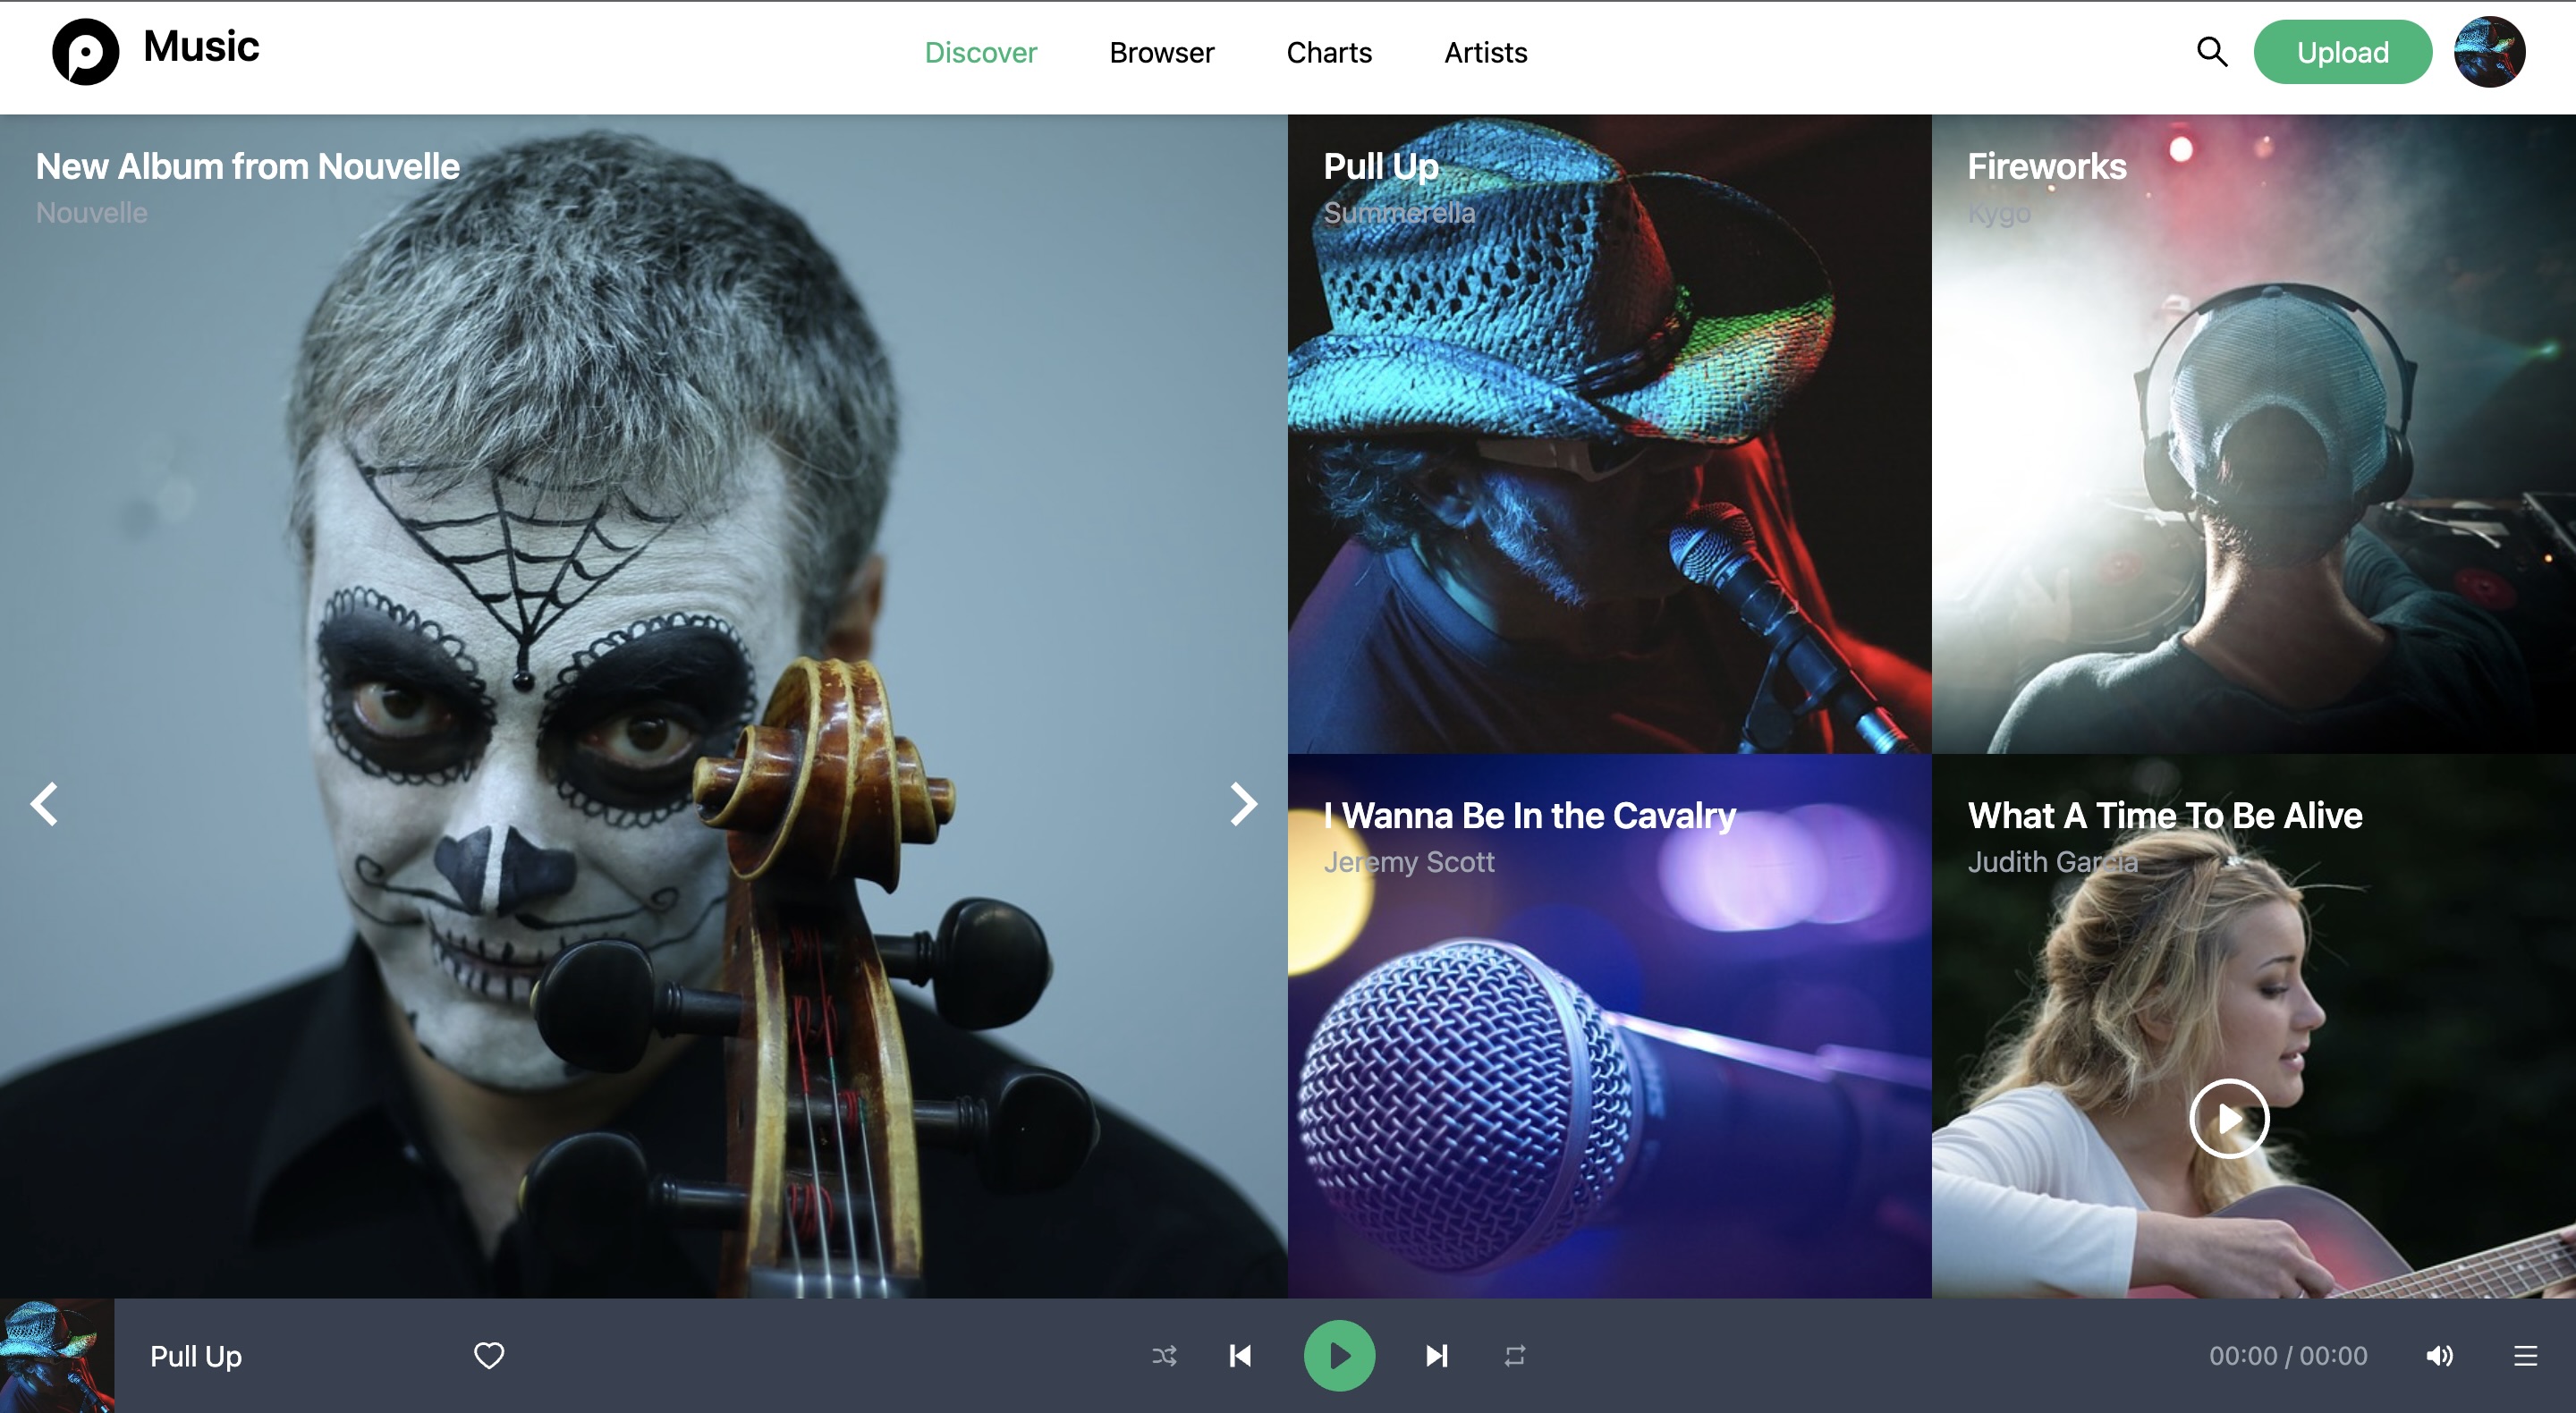 Music
Discover
Browser
Charts
Artists
Upload
New Album from Nouvelle
Nouvelle
Pull Up
Summerella
Fireworks
Kygo
I Wanna Be In the Cavalry
Jeremy Scott
What A Time To Be Alive
Judith Garcia
Pull Up
00:00 / 00:00